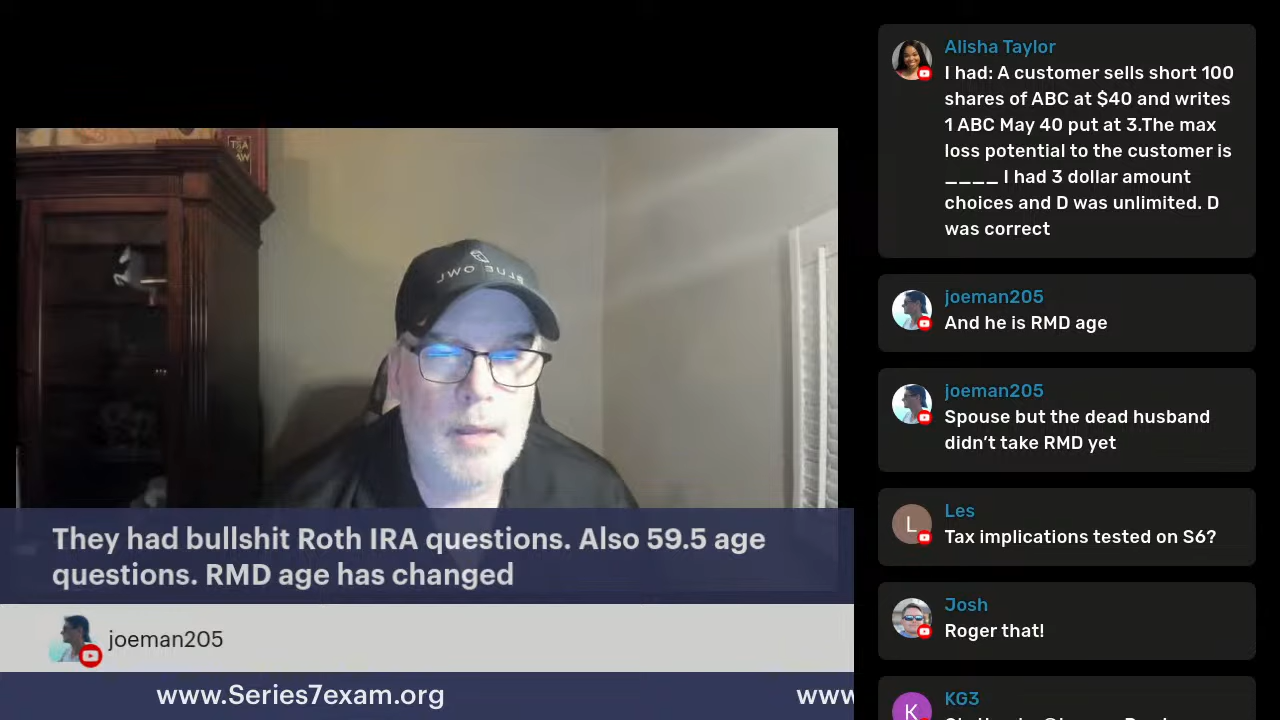 BLUE OWL
They had bullshit Roth IRA questions. Also 59.5 age
questions. RMD age has changed
joeman205
www.Series7exam.org
www
Alisha Taylor
I had: A customer sells short 100
shares of ABC at $40 and writes
1 ABC May 40 put at 3.The max
loss potential to the customer is
____ I had 3 dollar amount
choices and D was unlimited. D
was correct
joeman205
And he is RMD age
joeman205
Spouse but the dead husband
didn’t take RMD yet
L
Les
Tax implications tested on S6?
Josh
Roger that!
K
KG3